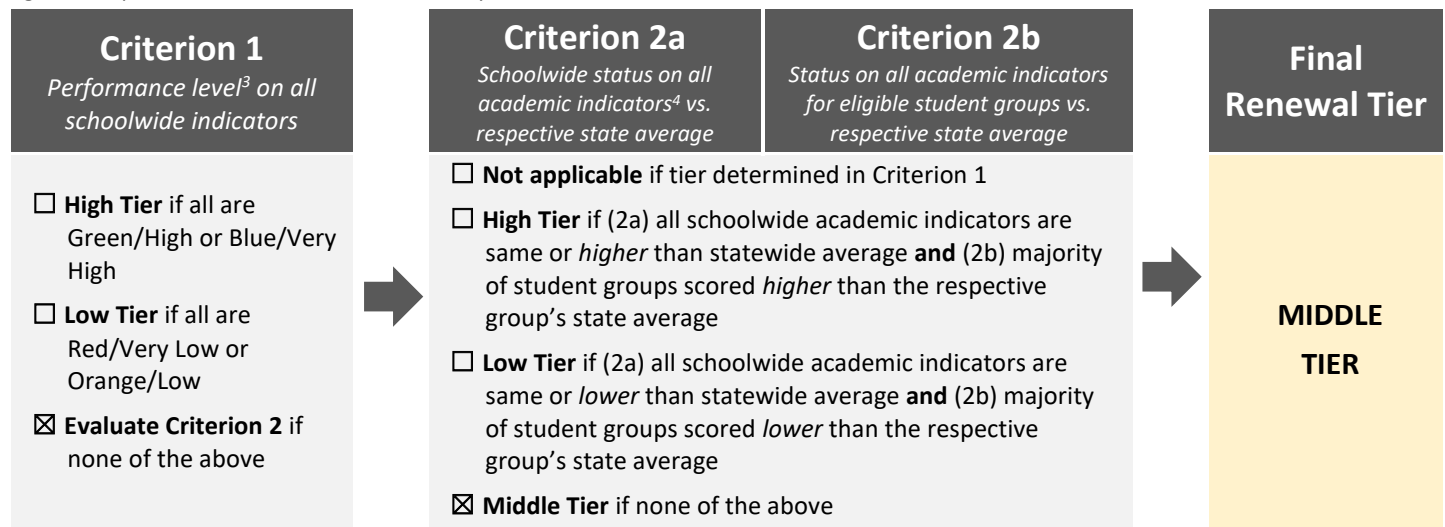 Criterion 1
Performance level³ on all
schoolwide indicators
☐ High Tier if all are
Green/High or Blue/Very
High
☐ Low Tier if all are
Red/Very Low or
Orange/Low
☒ Evaluate Criterion 2 if
none of the above
Criterion 2a
Schoolwide status on all
academic indicators⁴ vs.
respective state average
Criterion 2b
Status on all academic indicators
for eligible student groups vs.
respective state average
☐ Not applicable if tier determined in Criterion 1
☐ High Tier if (2a) all schoolwide academic indicators are
same or higher than statewide average and (2b) majority
of student groups scored higher than the respective
group's state average
☐ Low Tier if (2a) all schoolwide academic indicators are
same or lower than statewide average and (2b) majority
of student groups scored lower than the respective
group's state average
☒ Middle Tier if none of the above
Final
Renewal Tier
MIDDLE
TIER